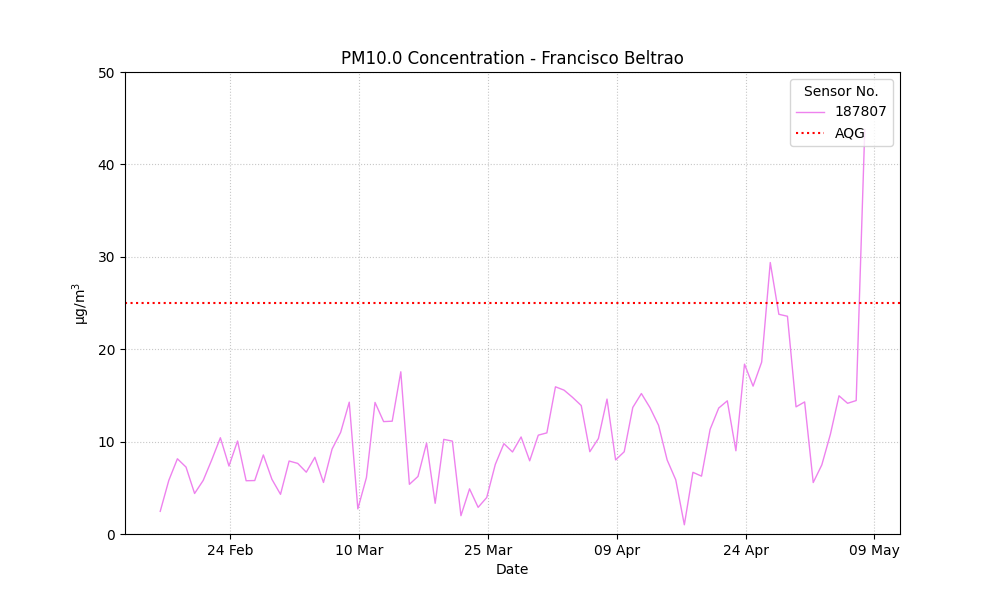 PM10.0 Concentration - Francisco Beltrao
50
40
30
20
10
0
µg/m³
Sensor No.
187807
AQG
24 Feb
10 Mar
25 Mar
09 Apr
24 Apr
09 May
Date